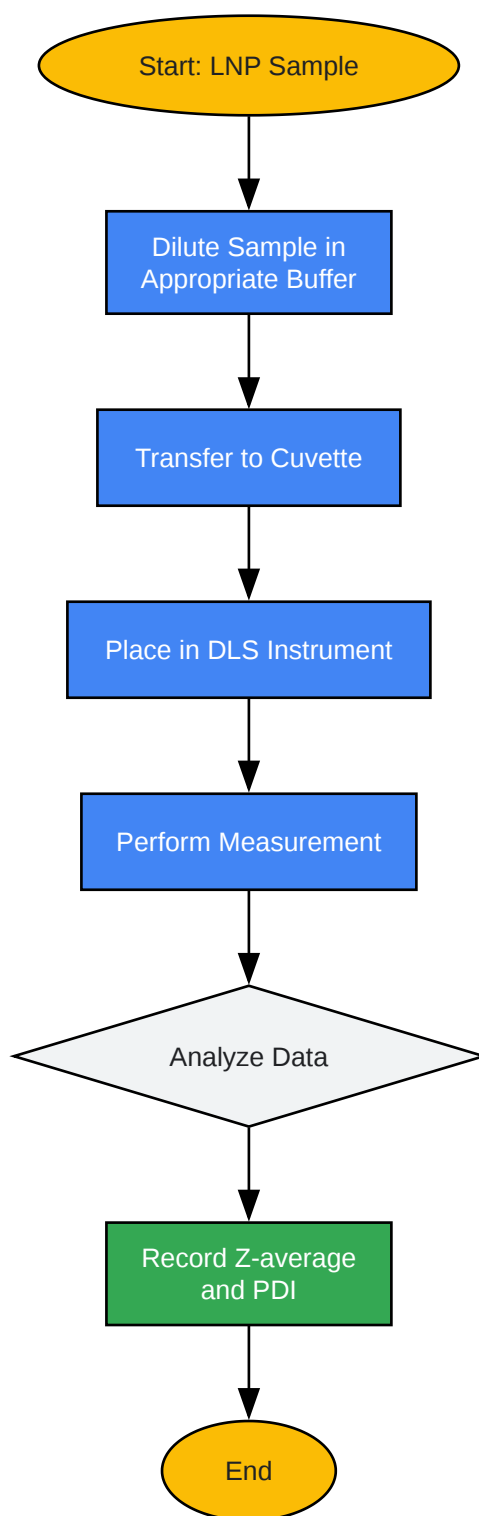 Start: LNP Sample
Dilute Sample in
Appropriate Buffer
Transfer to Cuvette
Place in DLS Instrument
Perform Measurement
Analyze Data
Record Z-average
and PDI
End